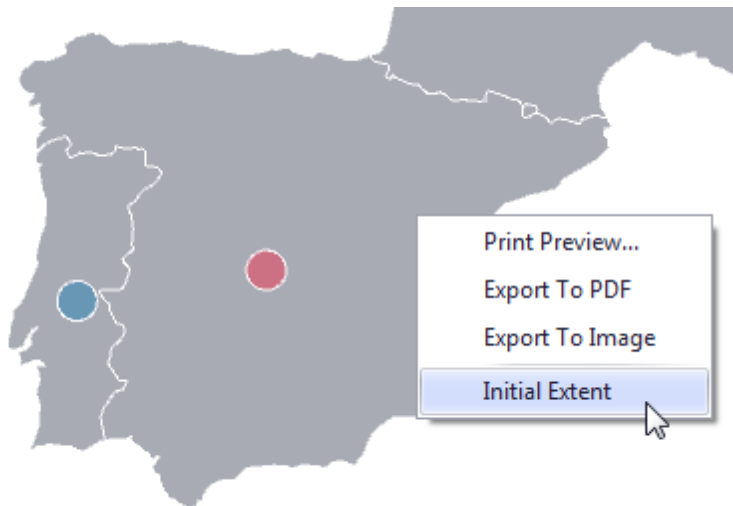 Print Preview...
Export To PDF
Export To Image
Initial Extent